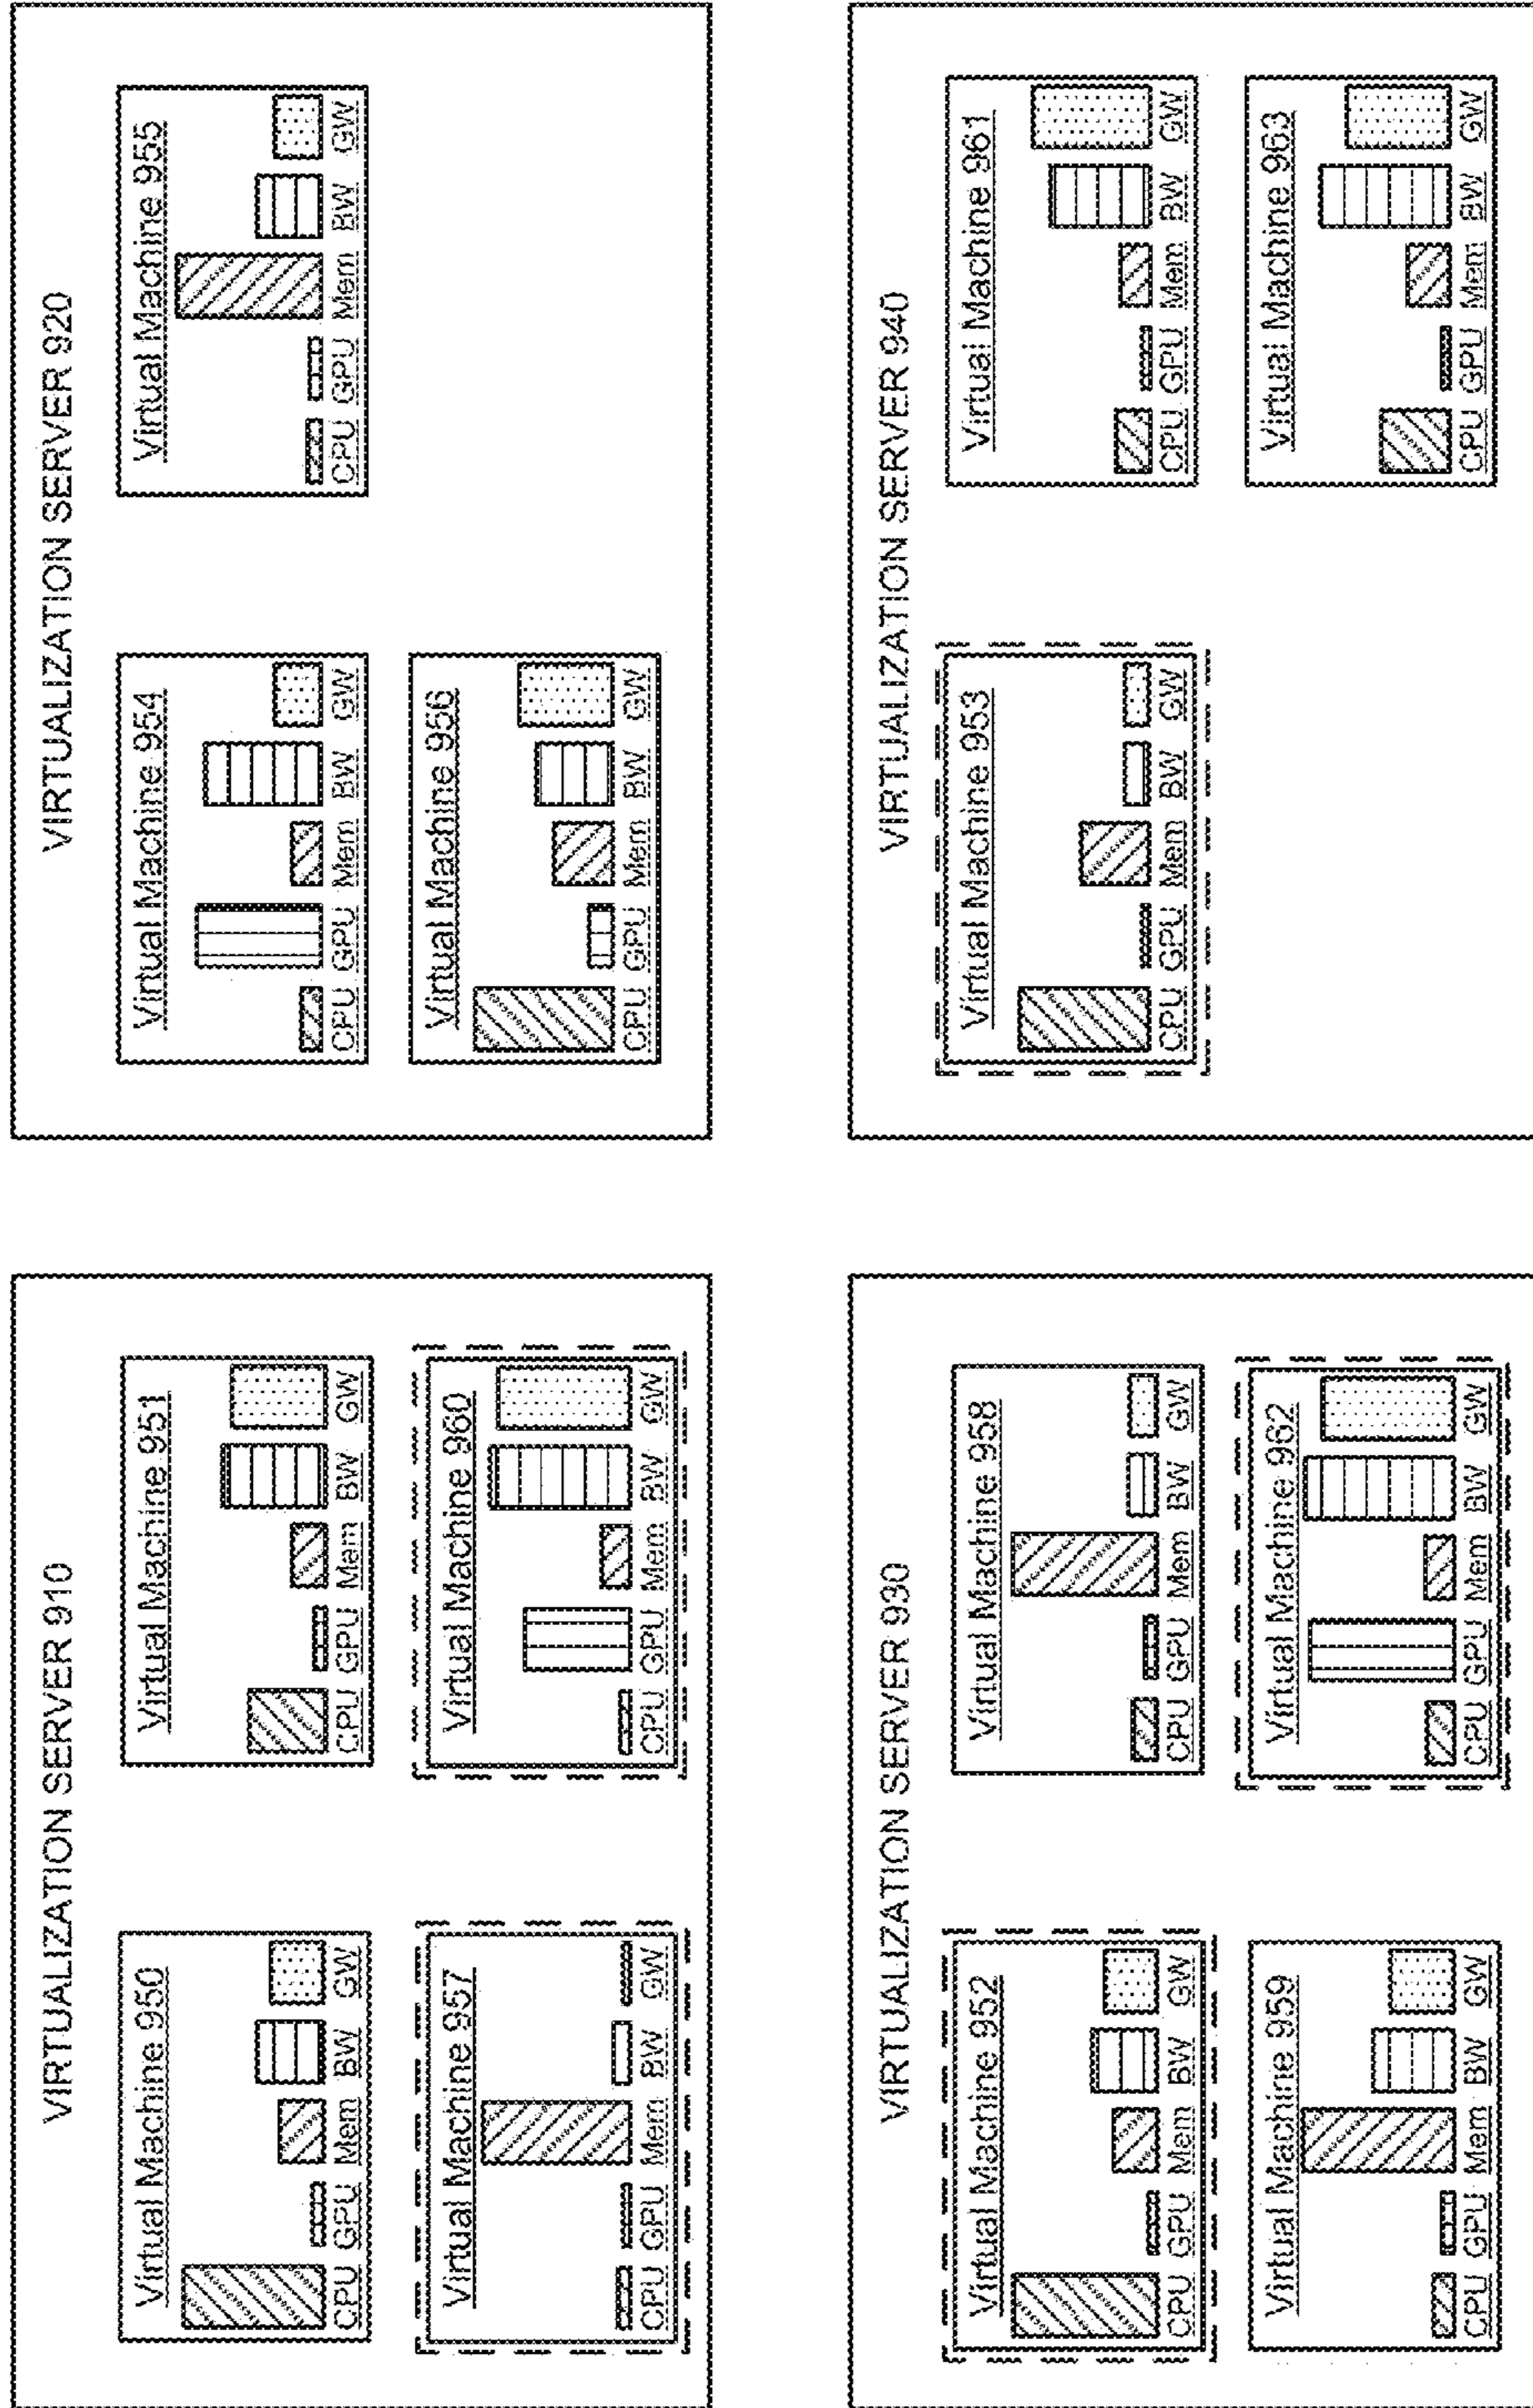 VIRTUALIZATION SERVER 910
Virtual Machine 950
CPU GPU Mem BW GW
Virtual Machine 951
CPU GPU Mem BW GW
Virtual Machine 957
CPU GPU Mem BW GW
Virtual Machine 960
CPU GPU Mem BW GW
VIRTUALIZATION SERVER 920
Virtual Machine 954
CPU GPU Mem BW GW
Virtual Machine 955
CPU GPU Mem BW GW
Virtual Machine 956
CPU GPU Mem BW GW
VIRTUALIZATION SERVER 930
Virtual Machine 952
CPU GPU Mem BW GW
Virtual Machine 958
CPU GPU Mem BW GW
Virtual Machine 959
CPU GPU Mem BW GW
Virtual Machine 962
CPU GPU Mem BW GW
VIRTUALIZATION SERVER 940
Virtual Machine 953
CPU GPU Mem BW GW
Virtual Machine 961
CPU GPU Mem BW GW
Virtual Machine 963
CPU GPU Mem BW GW